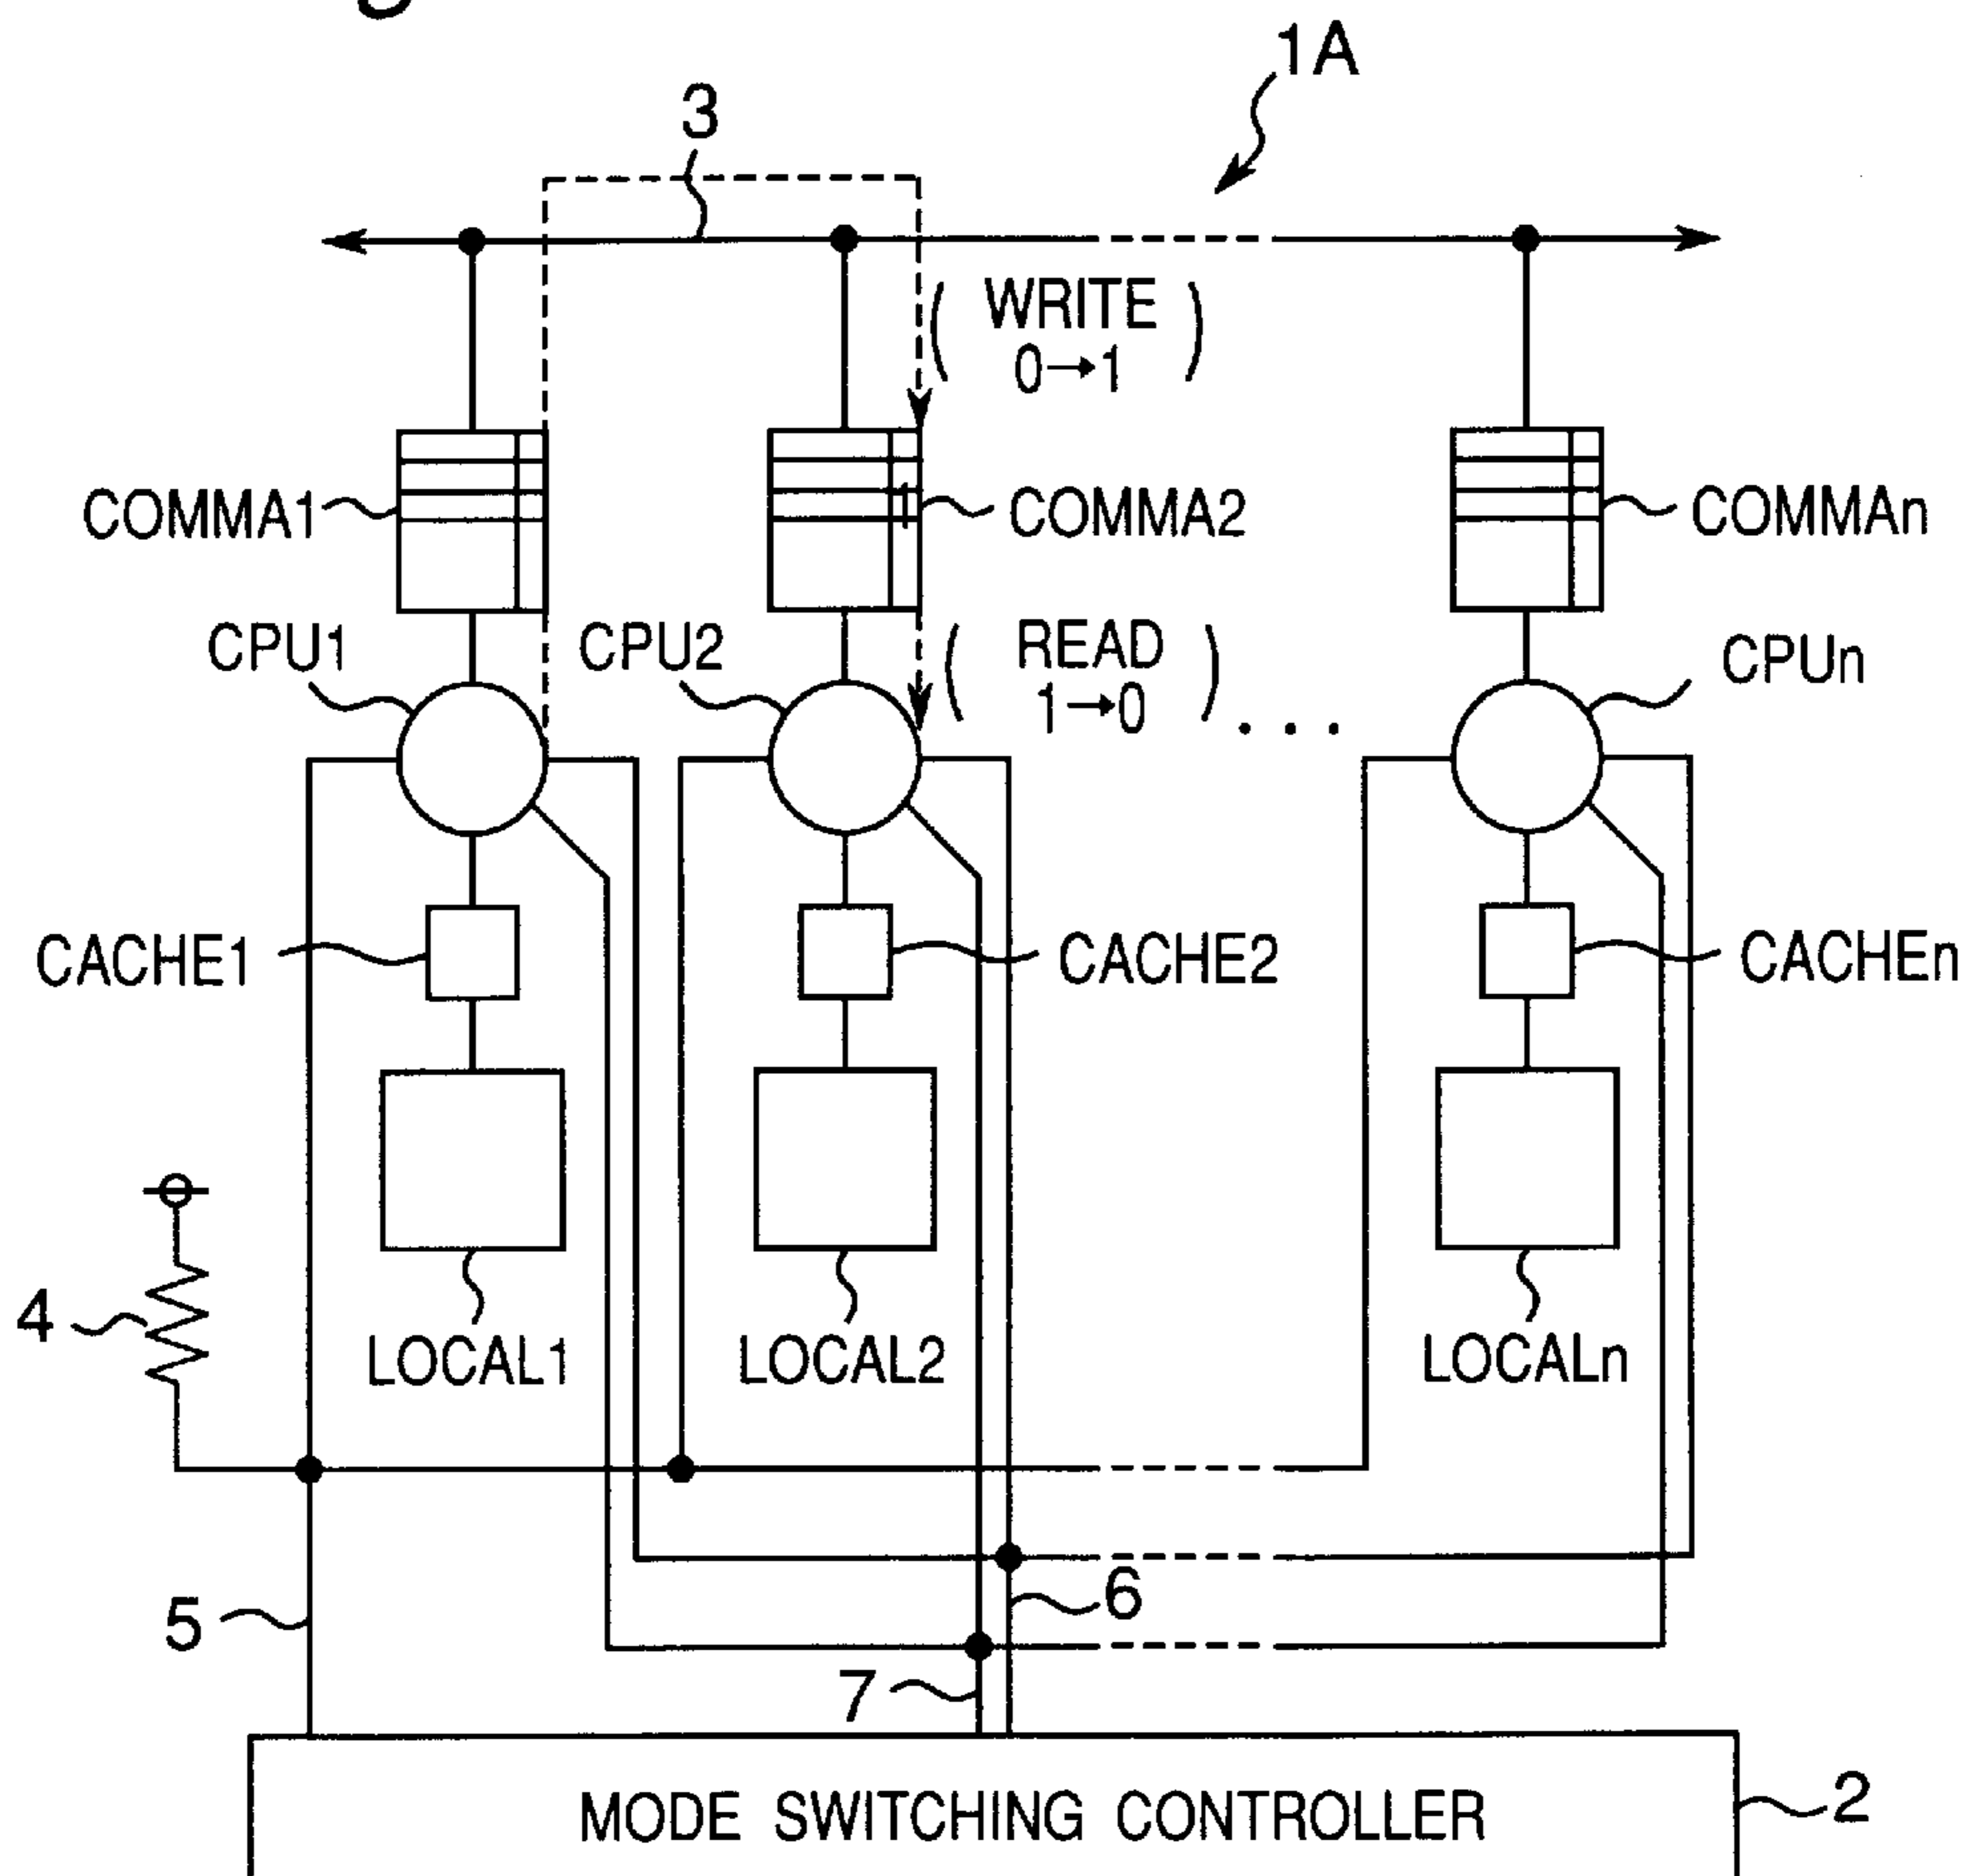 1A
3
( WRITE )
0→1
COMMA1
COMMA2
COMMAn
CPU1
CPU2
( READ )
1→0
. . .
CPUn
CACHE1
CACHE2
CACHEn
4
LOCAL1
LOCAL2
LOCALn
5
6
7
MODE SWITCHING CONTROLLER
2